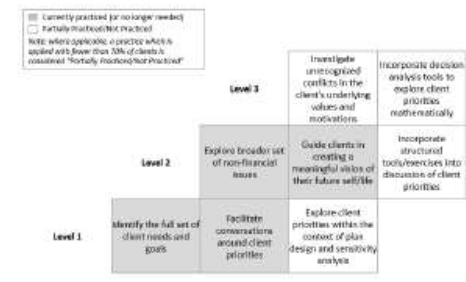 Currently practiced (or no longer needed)
Partially Practiced/Not Practiced
Note: where applicable, a practice which is
applied with fewer than 70% of clients is
considered "Partially Practiced/Not Practiced"
Level 3
Investigate
unrecognized
conflicts in the
client's underlying
values and
motivations
Incorporate decision
analysis tools to
explore client
priorities
mathematically
Level 2
Explore broader set
of non-financial
issues
Guide clients in
creating a
meaningful vision of
their future self/life
Incorporate
structured
tools/exercises into
discussion of client
priorities
Level 1
Identify the full set of
client needs and
goals
Facilitate
conversations
around client
priorities
Explore client
priorities within the
context of plan
design and sensitivity
analysis